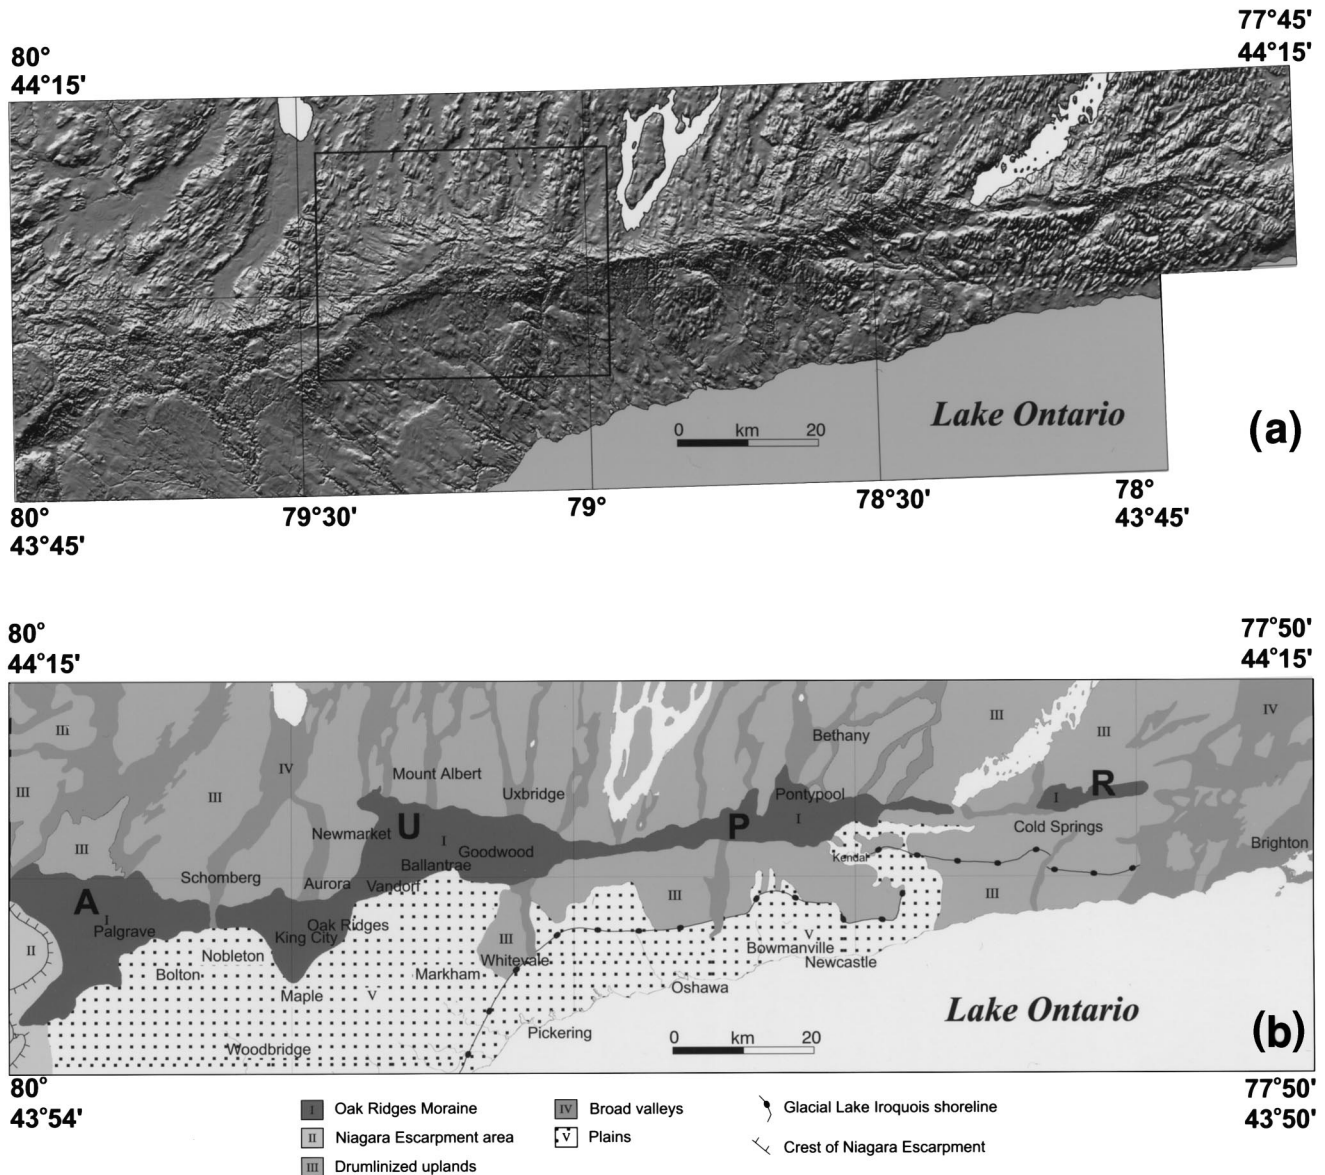 80°
44°15'
77°45'
44°15'
Lake Ontario
0 km 20
(a)
80°
43°45'
79°30'
79°
78°30'
78°
43°45'
80°
44°15'
77°50'
44°15'
III
III
IV
III
III
IV
Bethany
Mount Albert
Uxbridge
Pontypool
I
R
III
III
Newmarket
U
I
P
I
Cold Springs
Goodwood
Ballantrae
Kendal
Brighton
III
Schomberg
Aurora
Vandorf
A
I
Palgrave
Oak Ridges
King City
III
III
II
Nobleton
Bolton
Markham
III
Whitevale
V
Bowmanville
Newcastle
Maple
V
Oshawa
Lake Ontario
Pickering
Woodbridge
0 km 20
(b)
80°
43°54'
77°50'
43°50'
I Oak Ridges Moraine
IV Broad valleys
Glacial Lake Iroquois shoreline
II Niagara Escarpment area
V Plains
Crest of Niagara Escarpment
III Drumlinized uplands